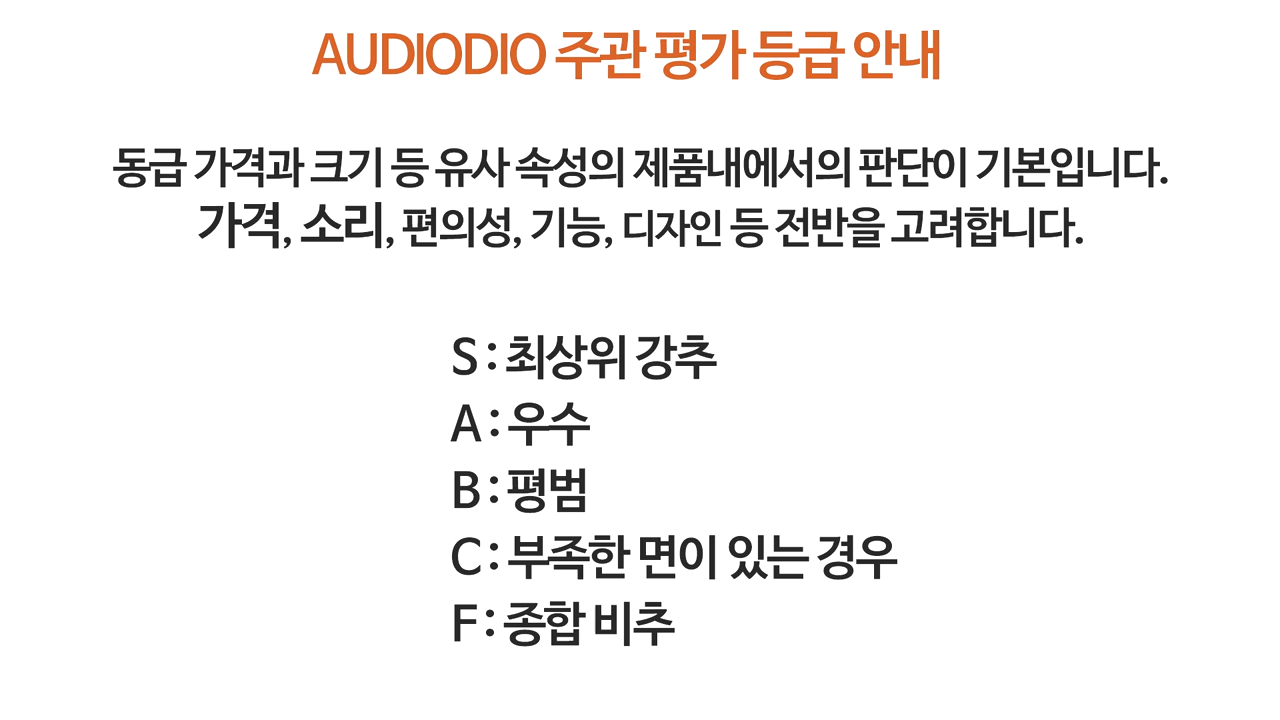 AUDIODIO 주관 평가 등급 안내
동급 가격과 크기 등 유사 속성의 제품내에서의 판단이 기본입니다.
가격, 소리, 편의성, 기능, 디자인 등 전반을 고려합니다.
S : 최상위 강추
A : 우수
B : 평범
C : 부족한 면이 있는 경우
F : 종합 비추